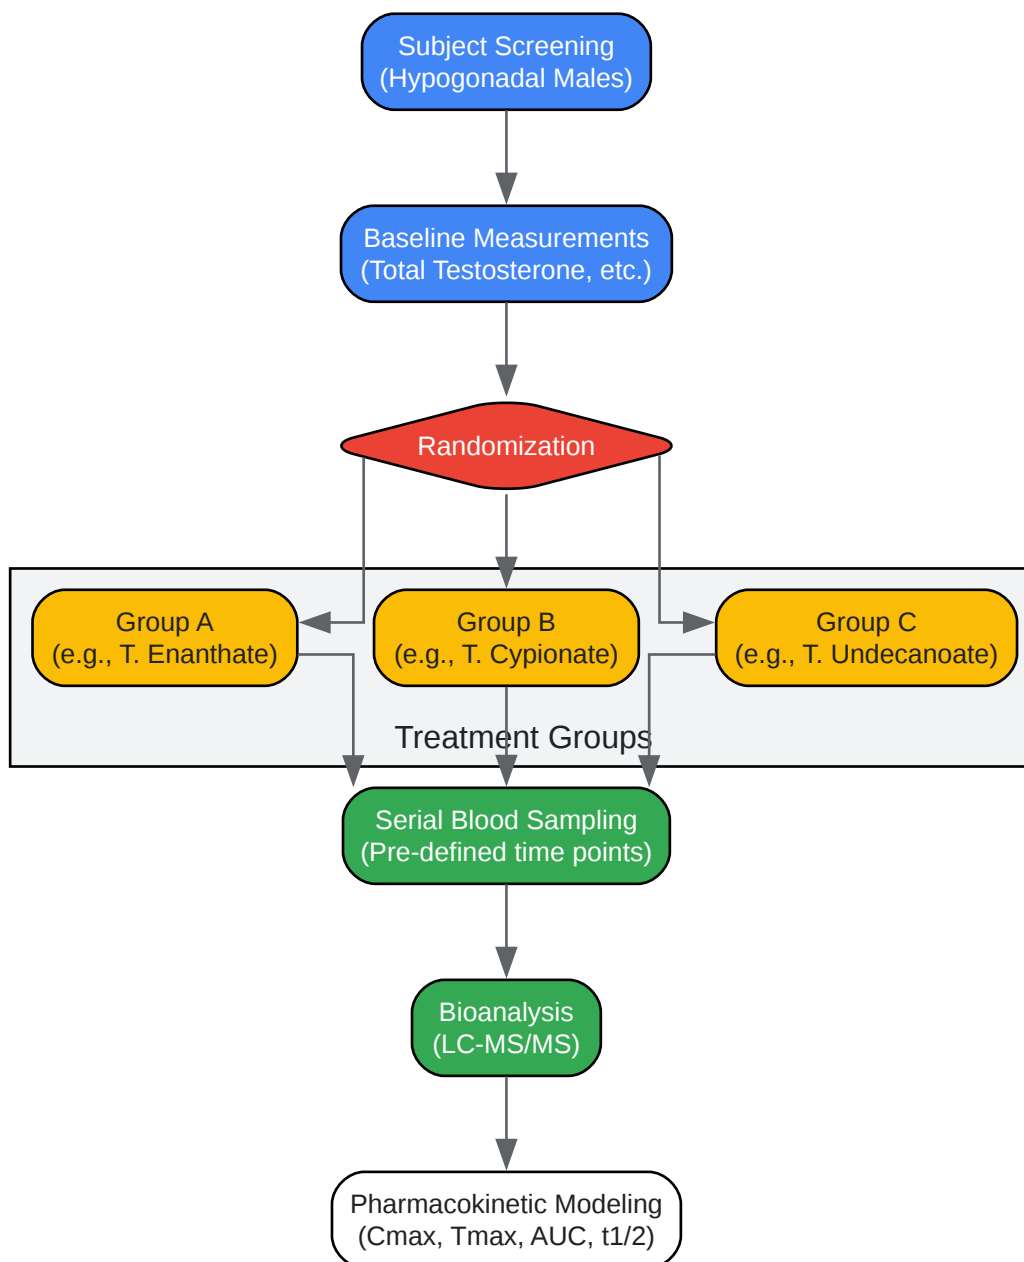 Subject Screening
(Hypogonadal Males)
Baseline Measurements
(Total Testosterone, etc.)
Randomization
Group A
(e.g., T. Enanthate)
Group B
(e.g., T. Cypionate)
Group C
(e.g., T. Undecanoate)
Treatment Groups
Serial Blood Sampling
(Pre-defined time points)
Bioanalysis
(LC-MS/MS)
Pharmacokinetic Modeling
(Cmax, Tmax, AUC, t1/2)